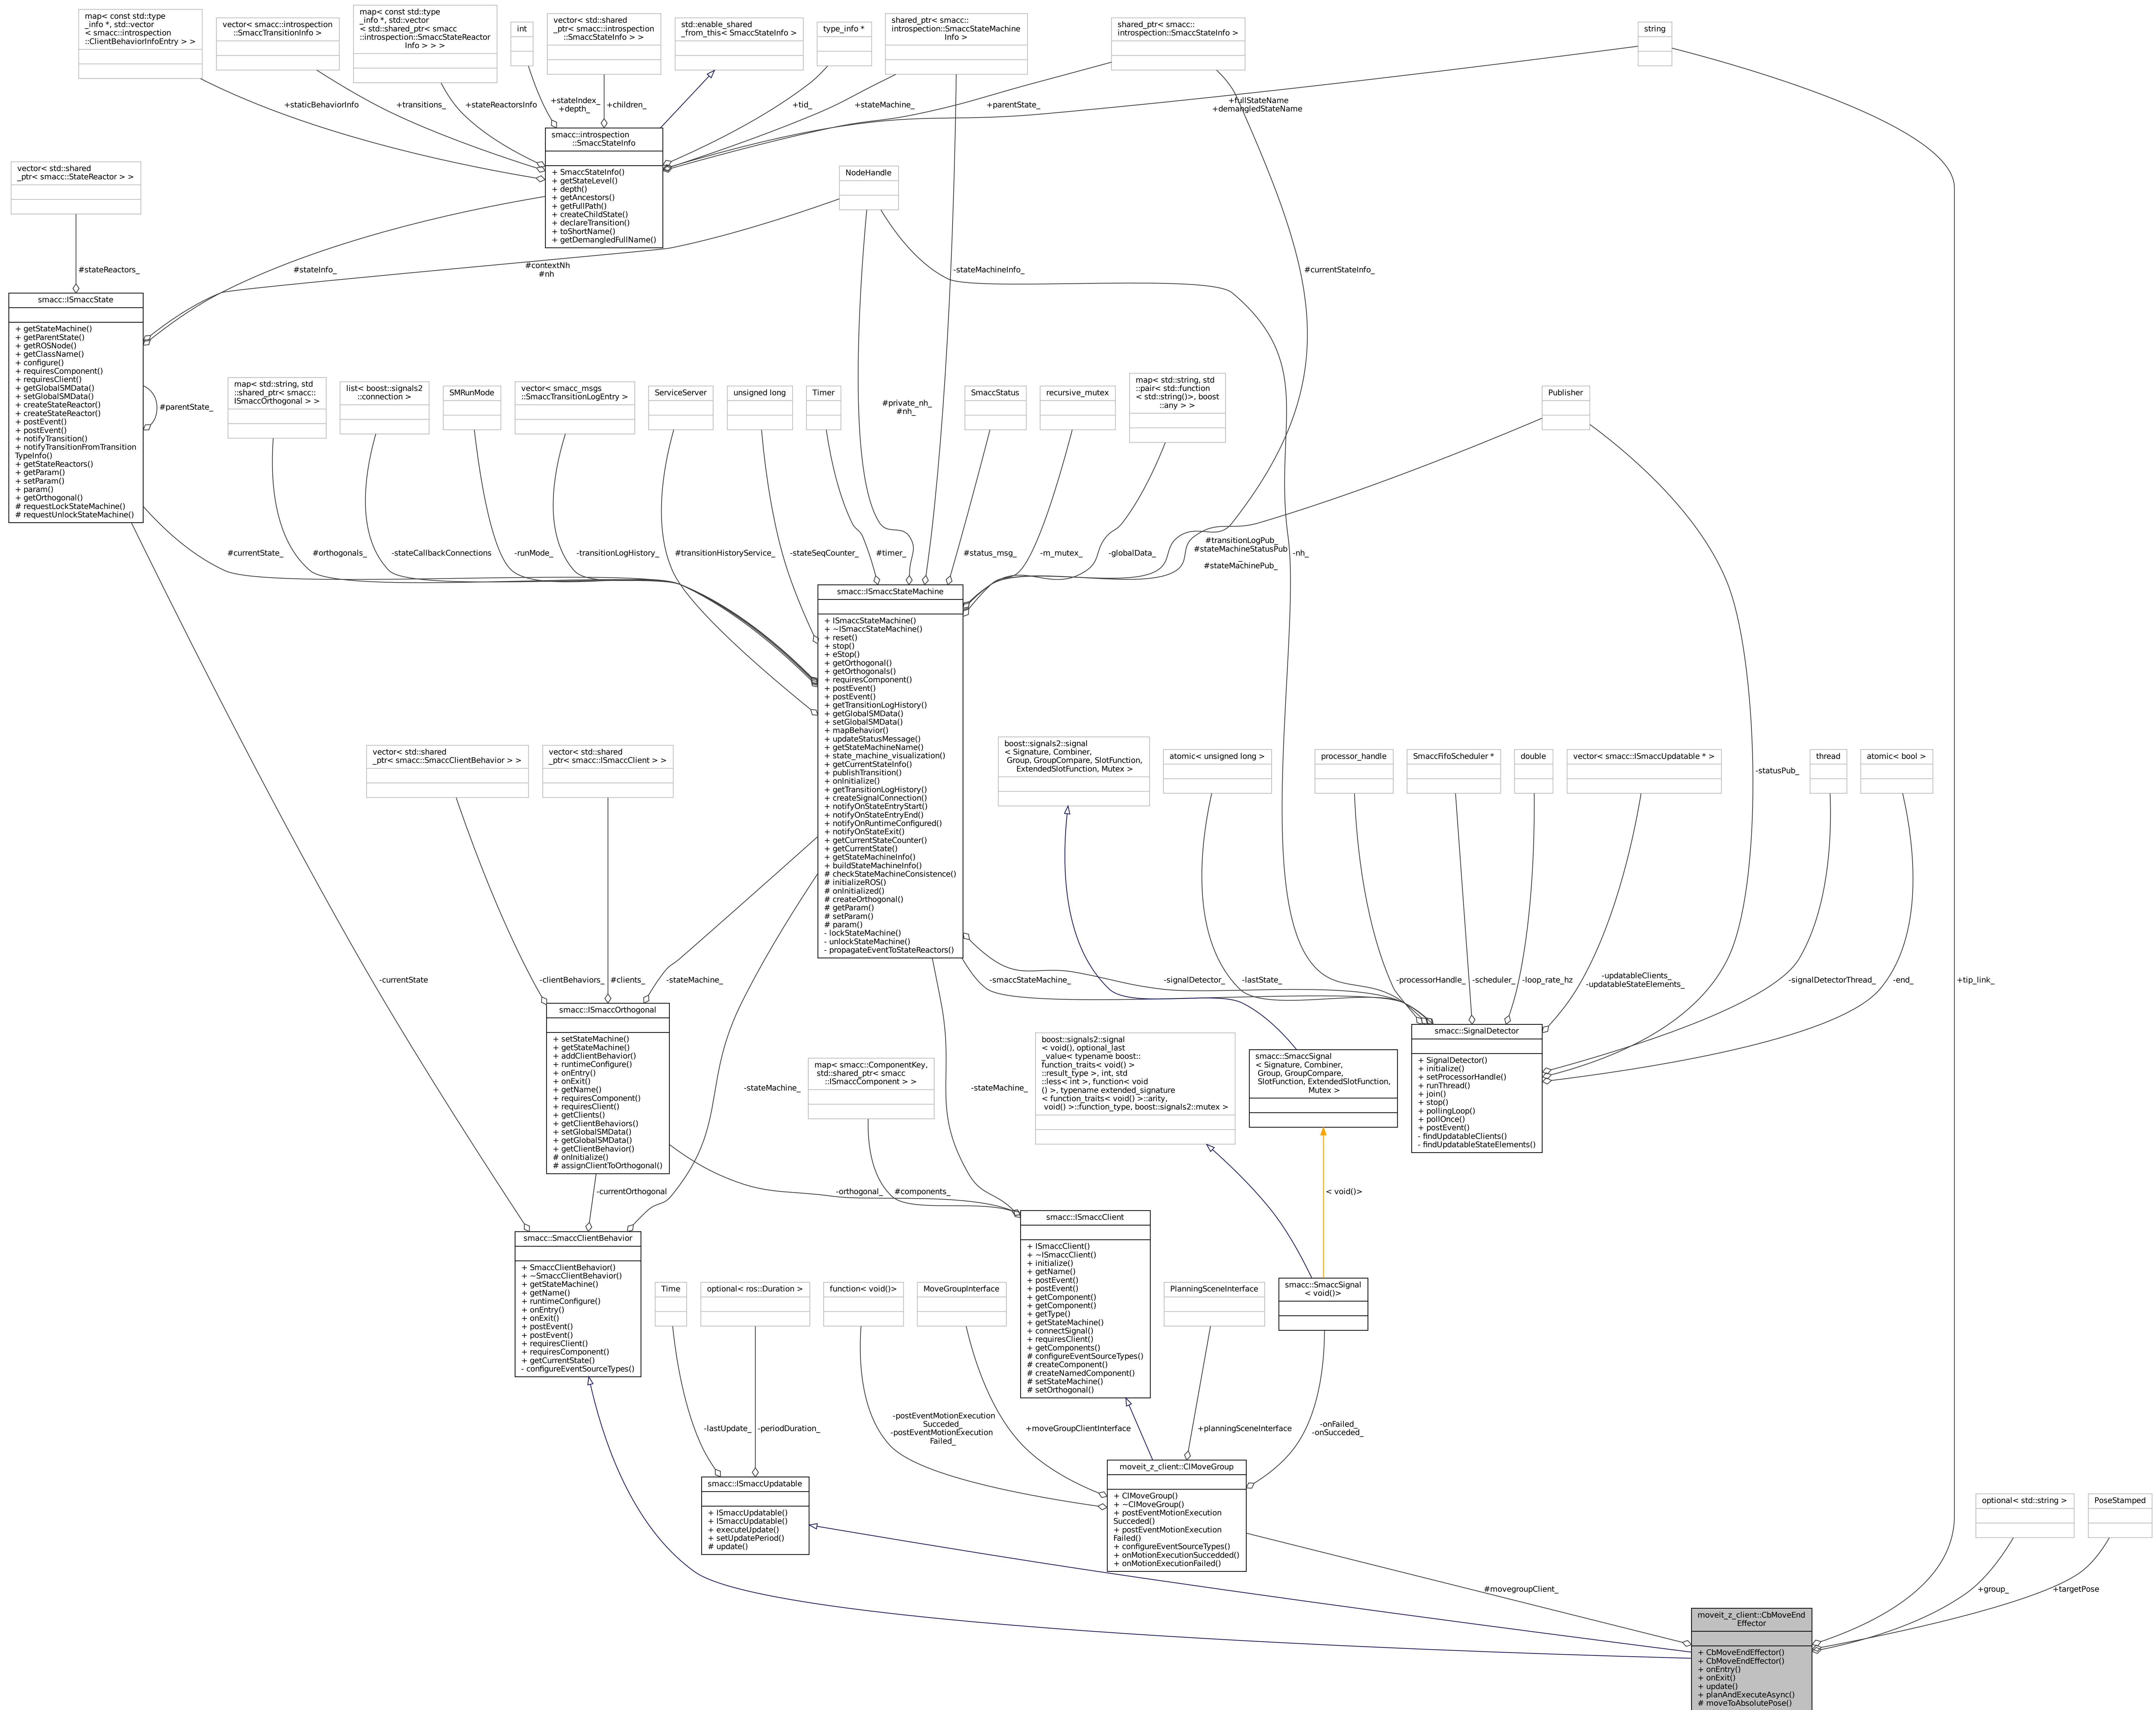 map< const std::type
_info *, std::vector
< smacc::introspection
::ClientBehaviorInfoEntry > >
vector< smacc::introspection
::SmaccTransitionInfo >
map< const std::type
_info *, std::vector
< std::shared_ptr< smacc
::introspection::SmaccStateReactor
Info > > >
int
vector< std::shared
_ptr< smacc::introspection
::SmaccStateInfo > >
std::enable_shared
_from_this< SmaccStateInfo >
type_info *
shared_ptr< smacc::
introspection::SmaccStateMachine
Info >
shared_ptr< smacc::
introspection::SmaccStateInfo >
string
+staticBehaviorInfo
+transitions_
+stateReactorsInfo
+stateIndex_
+depth_
+children_
+tid_
+stateMachine_
+parentState_
+fullStateName
+demangledStateName
smacc::introspection
::SmaccStateInfo
+ SmaccStateInfo()
+ getStateLevel()
+ depth()
+ getAncestors()
+ getFullPath()
+ createChildState()
+ declareTransition()
+ toShortName()
+ getDemangledFullName()
vector< std::shared
_ptr< smacc::StateReactor > >
NodeHandle
#stateReactors_
#stateInfo_
#contextNh
#nh
-stateMachineInfo_
#currentStateInfo_
smacc::ISmaccState
+ getStateMachine()
+ getParentState()
+ getROSNode()
+ getClassName()
+ configure()
+ requiresComponent()
+ requiresClient()
+ getGlobalSMData()
+ setGlobalSMData()
+ createStateReactor()
+ createStateReactor()
+ postEvent()
+ postEvent()
+ notifyTransition()
+ notifyTransitionFromTransition
TypeInfo()
+ getStateReactors()
+ getParam()
+ setParam()
+ param()
+ getOrthogonal()
# requestLockStateMachine()
# requestUnlockStateMachine()
#parentState_
map< std::string, std
::shared_ptr< smacc::
ISmaccOrthogonal > >
list< boost::signals2
::connection >
SMRunMode
vector< smacc_msgs
::SmaccTransitionLogEntry >
ServiceServer
unsigned long
Timer
#private_nh_
#nh_
SmaccStatus
recursive_mutex
map< std::string, std
::pair< std::function
< std::string()>, boost
::any > >
Publisher
#currentState_
#orthogonals_
-stateCallbackConnections
-runMode_
-transitionLogHistory_
#transitionHistoryService_
-stateSeqCounter_
#timer_
#status_msg_
-m_mutex_
-globalData_
#transitionLogPub_
#stateMachineStatusPub
_
#stateMachinePub_
-nh_
smacc::ISmaccStateMachine
+ ISmaccStateMachine()
+ ~ISmaccStateMachine()
+ reset()
+ stop()
+ eStop()
+ getOrthogonal()
+ getOrthogonals()
+ requiresComponent()
+ postEvent()
+ postEvent()
+ getTransitionLogHistory()
+ getGlobalSMData()
+ setGlobalSMData()
+ mapBehavior()
+ updateStatusMessage()
+ getStateMachineName()
+ state_machine_visualization()
+ getCurrentStateInfo()
+ publishTransition()
+ onInitialize()
+ getTransitionLogHistory()
+ createSignalConnection()
+ notifyOnStateEntryStart()
+ notifyOnStateEntryEnd()
+ notifyOnRuntimeConfigured()
+ notifyOnStateExit()
+ getCurrentStateCounter()
+ getCurrentState()
+ getStateMachineInfo()
+ buildStateMachineInfo()
# checkStateMachineConsistence()
# initializeROS()
# onInitialized()
# createOrthogonal()
# getParam()
# setParam()
# param()
- lockStateMachine()
- unlockStateMachine()
- propagateEventToStateReactors()
vector< std::shared
_ptr< smacc::SmaccClientBehavior > >
vector< std::shared
_ptr< smacc::ISmaccClient > >
boost::signals2::signal
< Signature, Combiner,
Group, GroupCompare, SlotFunction,
ExtendedSlotFunction, Mutex >
atomic< unsigned long >
processor_handle
SmaccFifoScheduler *
double
vector< smacc::ISmaccUpdatable * >
thread
atomic< bool >
-statusPub_
-currentState
-clientBehaviors_
#clients_
-stateMachine_
-smaccStateMachine_
-signalDetector_
-lastState_
-processorHandle_
-scheduler_
-loop_rate_hz
-updatableClients_
-updatableStateElements_
-signalDetectorThread_
-end_
+tip_link_
smacc::ISmaccOrthogonal
+ setStateMachine()
+ getStateMachine()
+ addClientBehavior()
+ runtimeConfigure()
+ onEntry()
+ onExit()
+ getName()
+ requiresComponent()
+ requiresClient()
+ getClients()
+ getClientBehaviors()
+ setGlobalSMData()
+ getGlobalSMData()
+ getClientBehavior()
# onInitialize()
# assignClientToOrthogonal()
smacc::SignalDetector
+ SignalDetector()
+ initialize()
+ setProcessorHandle()
+ runThread()
+ join()
+ stop()
+ pollingLoop()
+ pollOnce()
+ postEvent()
- findUpdatableClients()
- findUpdatableStateElements()
boost::signals2::signal
< void(), optional_last
_value< typename boost::
function_traits< void() >
::result_type >, int, std
::less< int >, function< void
() >, typename extended_signature
< function_traits< void() >::arity,
void() >::function_type, boost::signals2::mutex >
smacc::SmaccSignal
< Signature, Combiner,
Group, GroupCompare,
SlotFunction, ExtendedSlotFunction,
Mutex >
map< smacc::ComponentKey,
std::shared_ptr< smacc
::ISmaccComponent > >
-stateMachine_
-stateMachine_
-currentOrthogonal
-orthogonal_
#components_
< void()>
smacc::SmaccClientBehavior
+ SmaccClientBehavior()
+ ~SmaccClientBehavior()
+ getStateMachine()
+ getName()
+ runtimeConfigure()
+ onEntry()
+ onExit()
+ postEvent()
+ postEvent()
+ requiresClient()
+ requiresComponent()
+ getCurrentState()
- configureEventSourceTypes()
smacc::ISmaccClient
+ ISmaccClient()
+ ~ISmaccClient()
+ initialize()
+ getName()
+ postEvent()
+ postEvent()
+ getComponent()
+ getComponent()
+ getType()
+ getStateMachine()
+ connectSignal()
+ requiresClient()
+ getComponents()
# configureEventSourceTypes()
# createComponent()
# createNamedComponent()
# setStateMachine()
# setOrthogonal()
Time
optional< ros::Duration >
function< void()>
MoveGroupInterface
PlanningSceneInterface
smacc::SmaccSignal
< void()>
-lastUpdate_
-periodDuration_
-postEventMotionExecution
Succeded_
-postEventMotionExecution
Failed_
+moveGroupClientInterface
+planningSceneInterface
-onFailed_
-onSucceded_
smacc::ISmaccUpdatable
+ ISmaccUpdatable()
+ ISmaccUpdatable()
+ executeUpdate()
+ setUpdatePeriod()
# update()
moveit_z_client::ClMoveGroup
+ ClMoveGroup()
+ ~ClMoveGroup()
+ postEventMotionExecution
Succeded()
+ postEventMotionExecution
Failed()
+ configureEventSourceTypes()
+ onMotionExecutionSuccedded()
+ onMotionExecutionFailed()
optional< std::string >
PoseStamped
#movegroupClient_
+group_
+targetPose
moveit_z_client::CbMoveEnd
Effector
+ CbMoveEndEffector()
+ CbMoveEndEffector()
+ onEntry()
+ onExit()
+ update()
+ planAndExecuteAsync()
# moveToAbsolutePose()